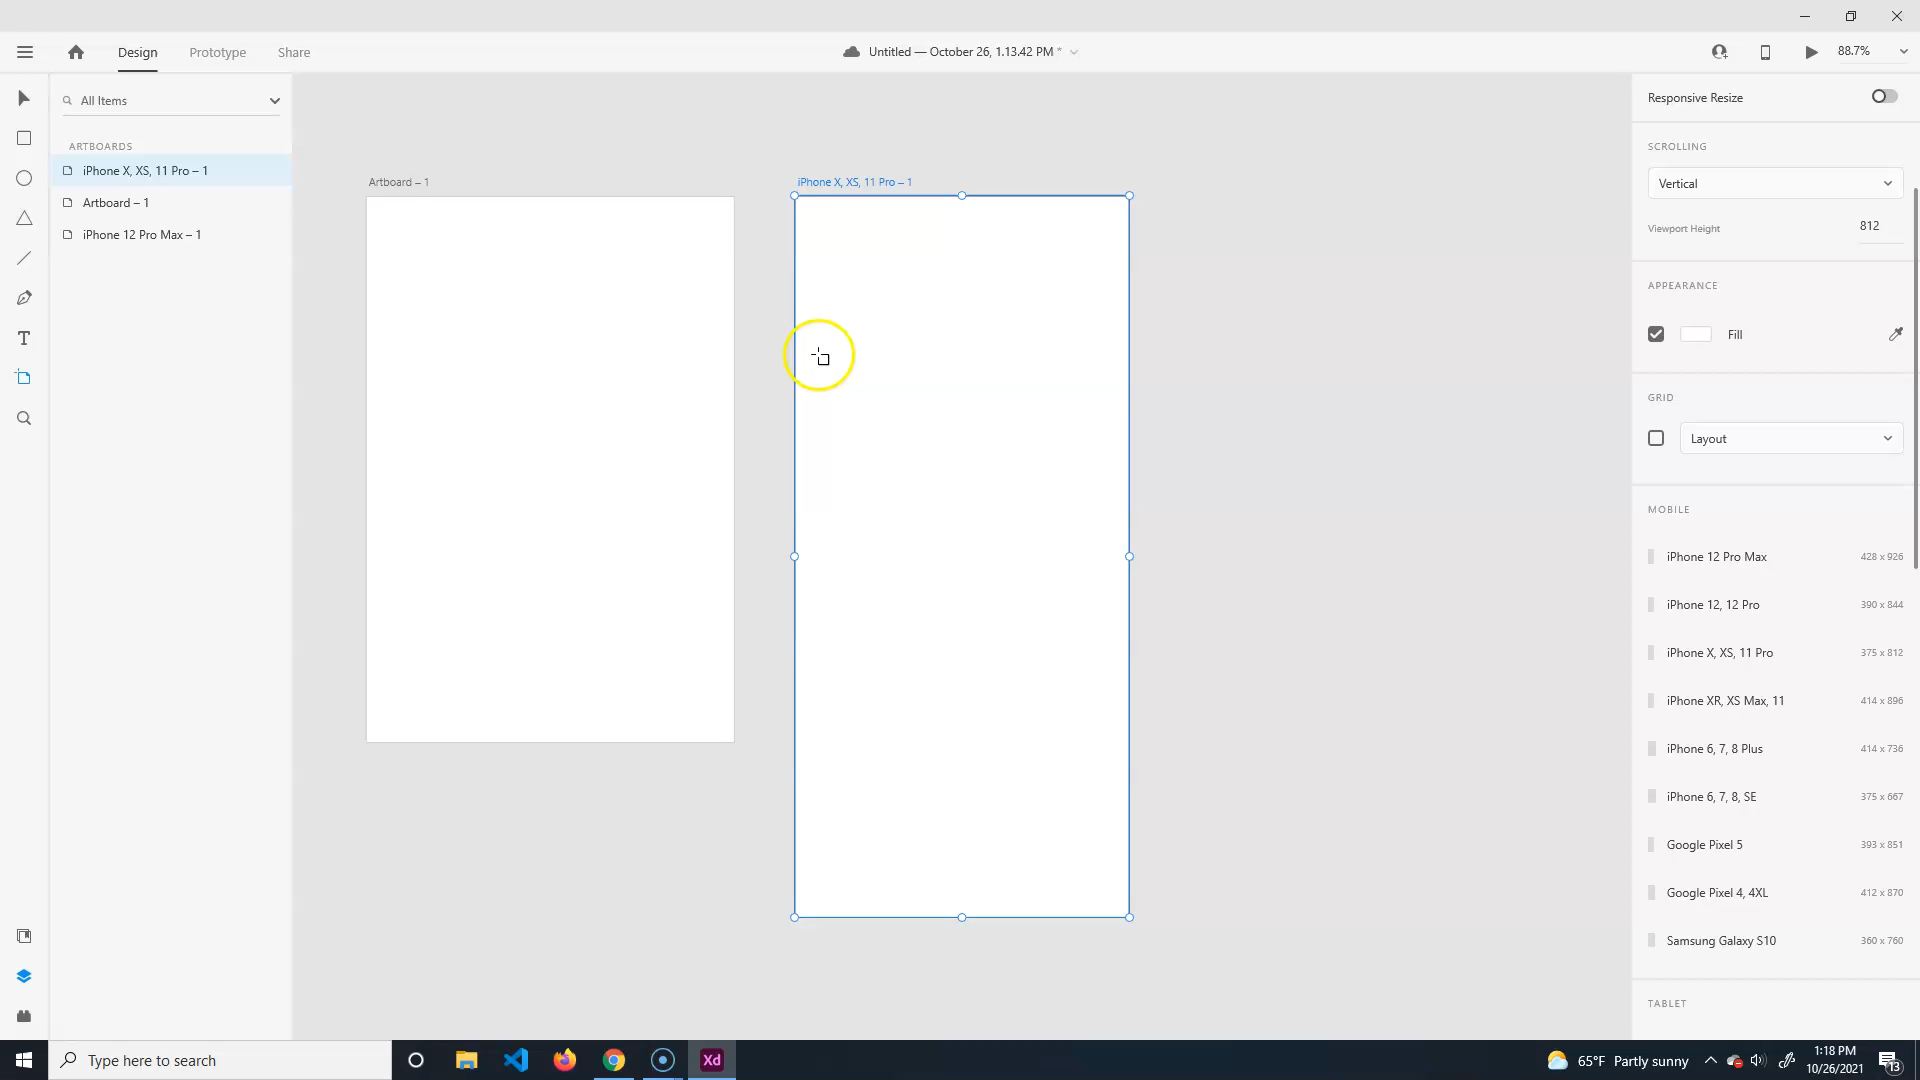 Design
Prototype
Share
Untitled — October 26, 1.13.42 PM *
88.7%
All Items
ARTBOARDS
iPhone X, XS, 11 Pro – 1
Artboard – 1
iPhone 12 Pro Max – 1
Artboard – 1
iPhone X, XS, 11 Pro – 1
Responsive Resize
SCROLLING
Vertical
Viewport Height
812
APPEARANCE
Fill
GRID
Layout
MOBILE
iPhone 12 Pro Max
428 x 926
iPhone 12, 12 Pro
390 x 844
iPhone X, XS, 11 Pro
375 x 812
iPhone XR, XS Max, 11
414 x 896
iPhone 6, 7, 8 Plus
414 x 736
iPhone 6, 7, 8, SE
375 x 667
Google Pixel 5
393 x 851
Google Pixel 4, 4XL
412 x 870
Samsung Galaxy S10
360 x 760
TABLET
Type here to search
Xd
65°F Partly sunny
1:18 PM
10/26/2021
13